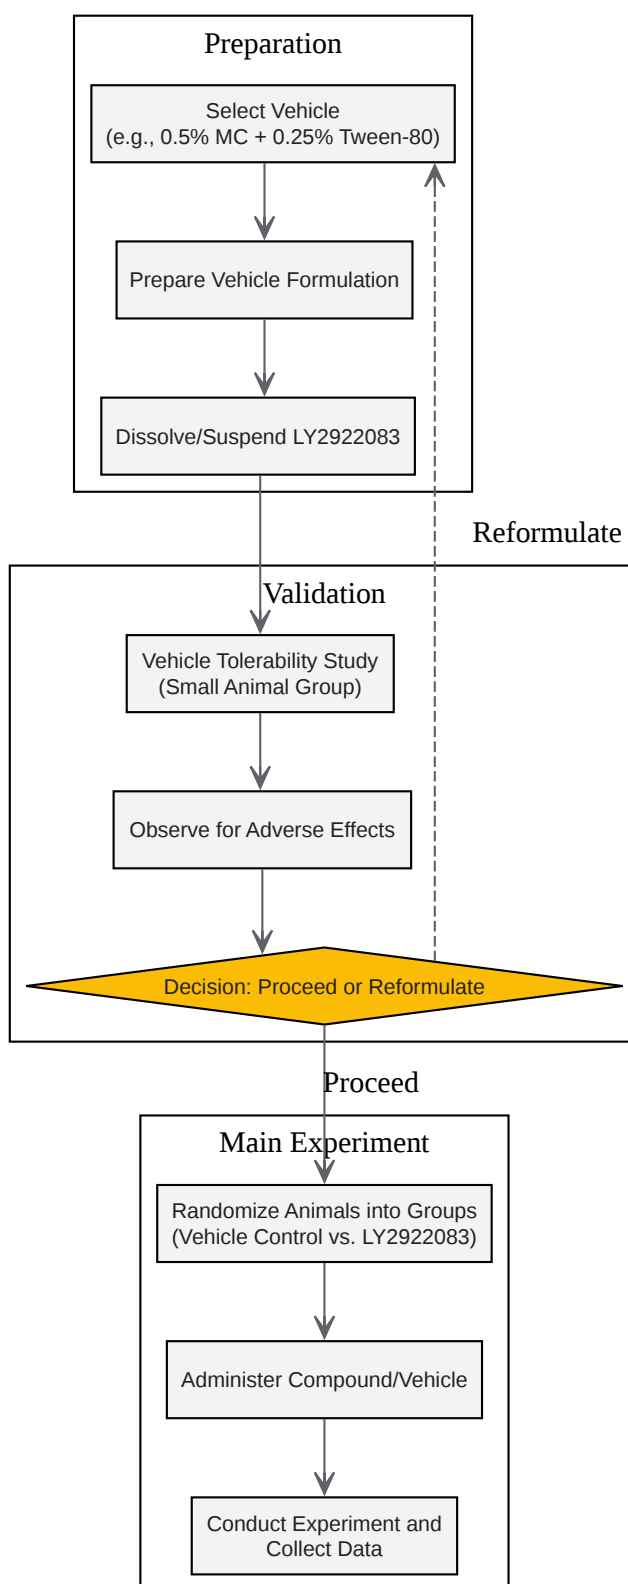 Preparation
Select Vehicle
(e.g., 0.5% MC + 0.25% Tween-80)
Prepare Vehicle Formulation
Dissolve/Suspend LY2922083
Reformulate
Validation
Vehicle Tolerability Study
(Small Animal Group)
Observe for Adverse Effects
Decision: Proceed or Reformulate
Proceed
Main Experiment
Randomize Animals into Groups
(Vehicle Control vs. LY2922083)
Administer Compound/Vehicle
Conduct Experiment and
Collect Data